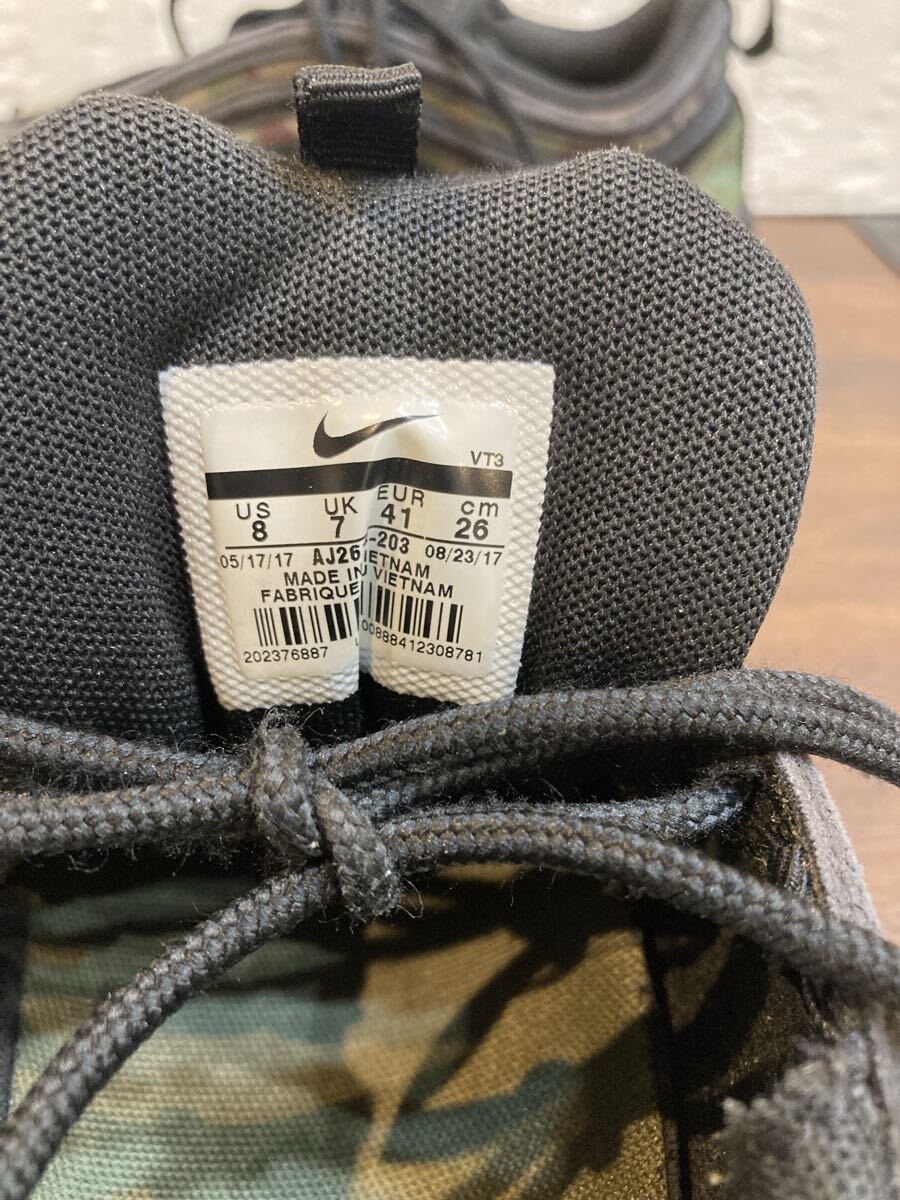 VT3
US UK EUR cm
8 7 41 26
05/17/17 AJ26 -203 08/23/17
MADE IN VIETNAM
FABRIQUE VIETNAM
202376887 00888412308781